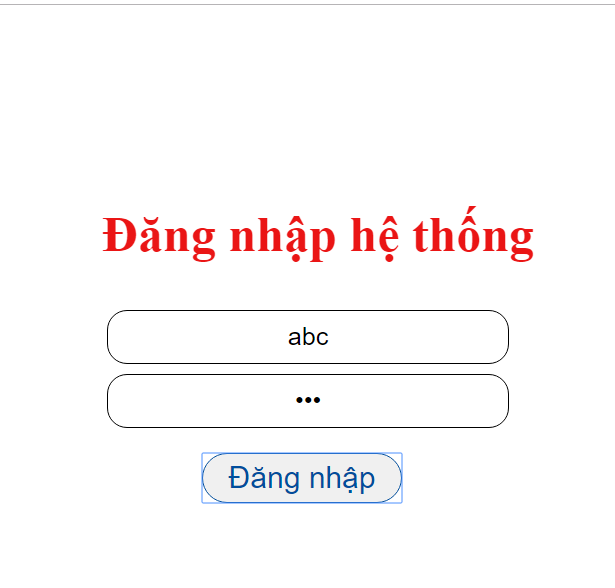 Đăng nhập hệ thống
abc
•••
Đăng nhập